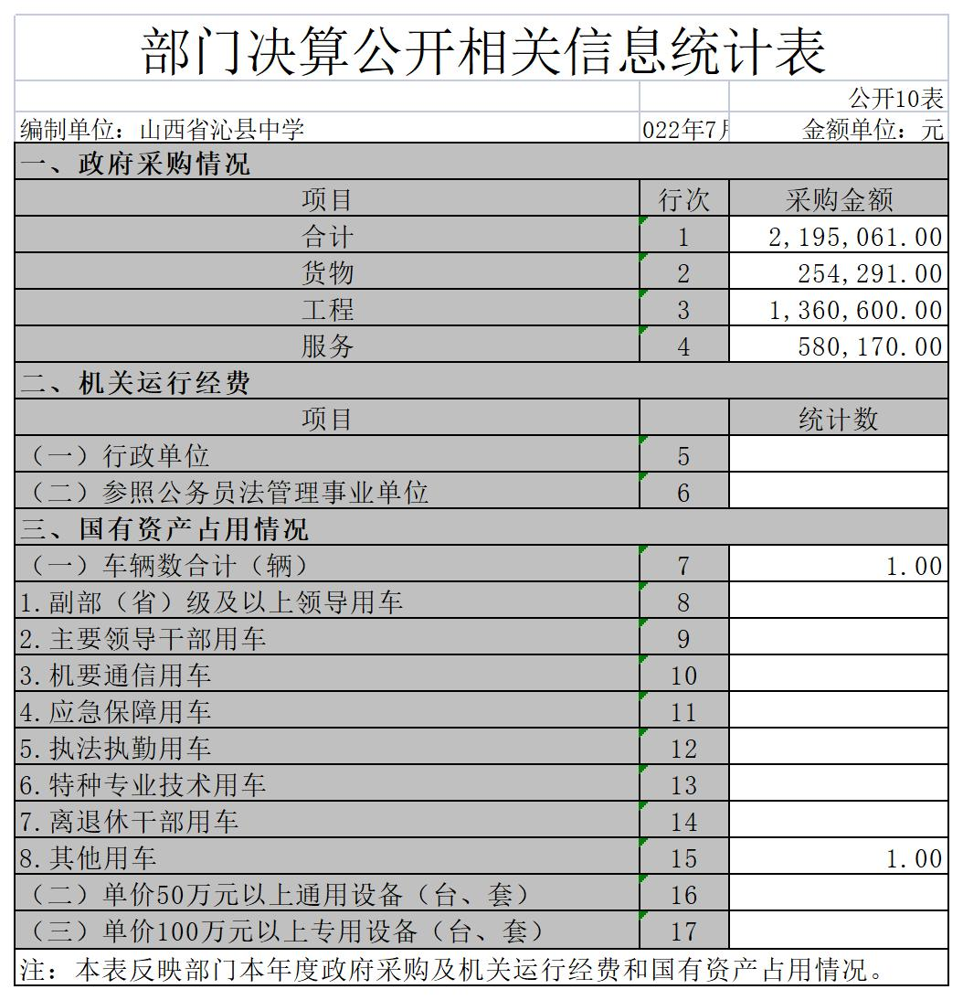 部门决算公开相关信息统计表
公开10表
编制单位：山西省沁县中学 022年7月 金额单位：元
一、政府采购情况
项目 行次 采购金额
合计 1 2,195,061.00
货物 2 254,291.00
工程 3 1,360,600.00
服务 4 580,170.00
二、机关运行经费
项目 统计数
（一）行政单位 5
（二）参照公务员法管理事业单位 6
三、国有资产占用情况
（一）车辆数合计（辆） 7 1.00
1.副部（省）级及以上领导用车 8
2.主要领导干部用车 9
3.机要通信用车 10
4.应急保障用车 11
5.执法执勤用车 12
6.特种专业技术用车 13
7.离退休干部用车 14
8.其他用车 15 1.00
（二）单价50万元以上通用设备（台、套） 16
（三）单价100万元以上专用设备（台、套） 17
注：本表反映部门本年度政府采购及机关运行经费和国有资产占用情况。